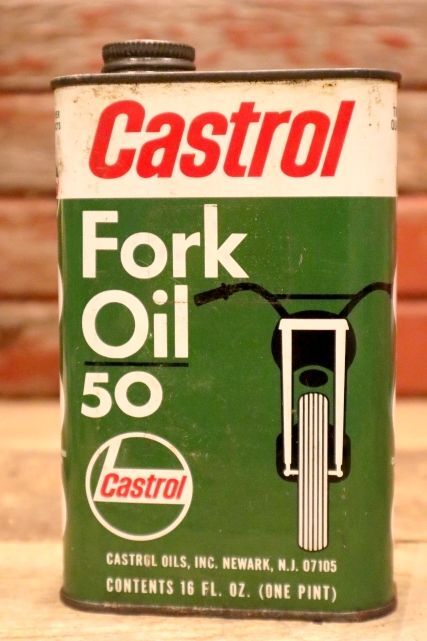 Castrol
Fork
Oil
50
Castrol
CASTROL OILS, INC. NEWARK, N.J. 07105
CONTENTS 16 FL. OZ. (ONE PINT)